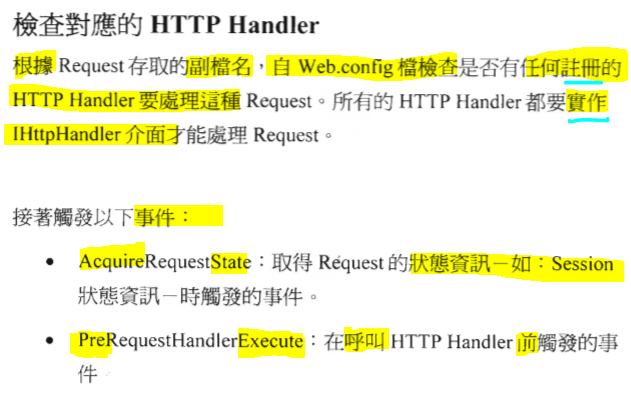 檢查對應的 HTTP Handler
根據 Request 存取的副檔名，自 Web.config 檔檢查是否有任何註冊的
HTTP Handler 要處理這種 Request。所有的 HTTP Handler 都要實作
IHttpHandler 介面才能處理 Request。
接著觸發以下事件：
• AcquireRequestState：取得 Request 的狀態資訊－如：Session
狀態資訊－時觸發的事件。
• PreRequestHandlerExecute：在呼叫 HTTP Handler 前觸發的事
件。